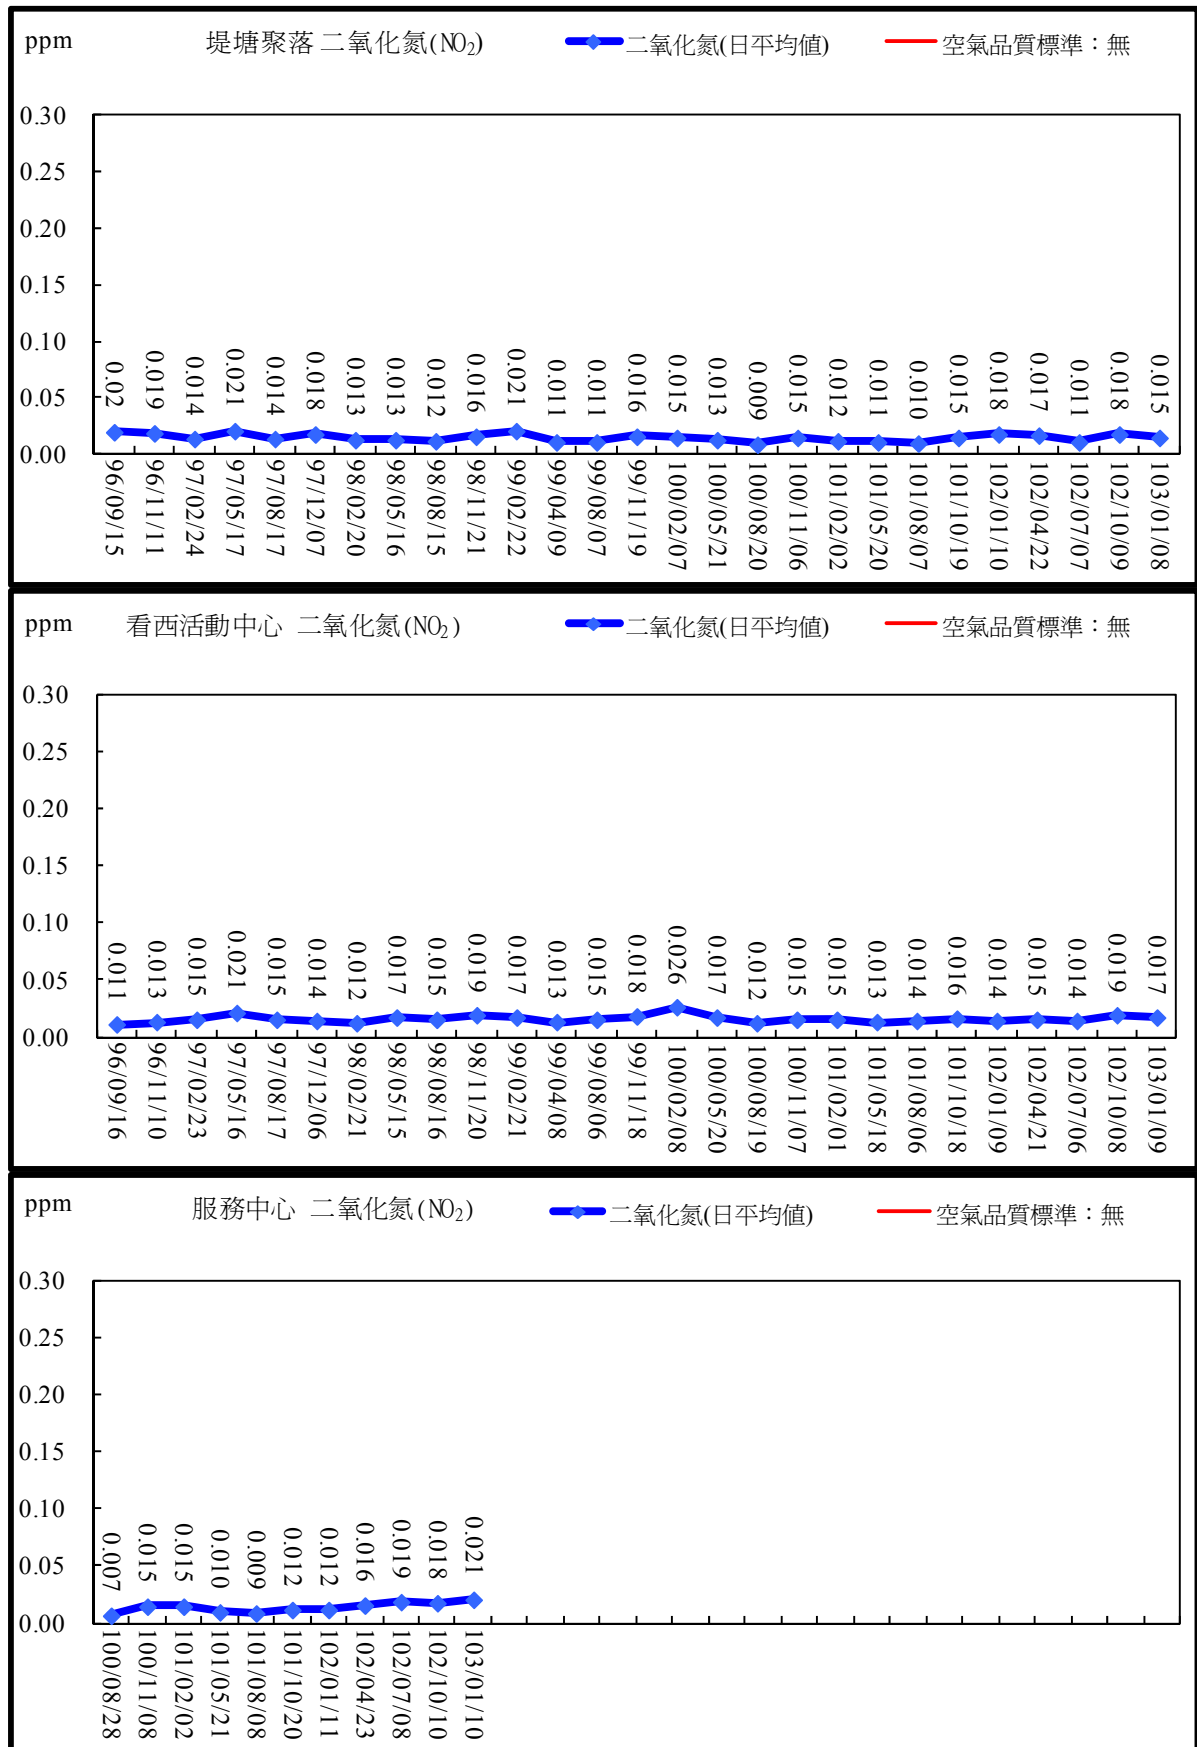 ppm 堤塘聚落 二氧化氮(NO₂) 二氧化氮(日平均值) 空氣品質標準：無
0.30
0.25
0.20
0.15
0.10
0.05
0.00
0.02 0.019 0.014 0.021 0.014 0.018 0.013 0.013 0.012 0.016 0.021 0.011 0.011 0.016 0.015 0.013 0.009 0.015 0.012 0.011 0.010 0.015 0.018 0.017 0.011 0.018 0.015
96/09/15 96/11/11 97/02/24 97/05/17 97/08/17 97/12/07 98/02/20 98/05/16 98/08/15 98/11/21 99/02/22 99/04/09 99/08/07 99/11/19 100/02/07 100/05/21 100/08/20 100/11/06 101/02/02 101/05/20 101/08/07 101/10/19 102/01/10 102/04/22 102/07/07 102/10/09 103/01/08
ppm 看西活動中心 二氧化氮(NO₂) 二氧化氮(日平均值) 空氣品質標準：無
0.30
0.25
0.20
0.15
0.10
0.05
0.00
0.011 0.013 0.015 0.021 0.015 0.014 0.012 0.017 0.015 0.019 0.017 0.013 0.015 0.018 0.026 0.017 0.012 0.015 0.015 0.013 0.014 0.016 0.014 0.015 0.014 0.019 0.017
96/09/16 96/11/10 97/02/23 97/05/16 97/08/17 97/12/06 98/02/21 98/05/15 98/08/16 98/11/20 99/02/21 99/04/08 99/08/06 99/11/18 100/02/08 100/05/20 100/08/19 100/11/07 101/02/01 101/05/18 101/08/06 101/10/18 102/01/09 102/04/21 102/07/06 102/10/08 103/01/09
ppm 服務中心 二氧化氮(NO₂) 二氧化氮(日平均值) 空氣品質標準：無
0.30
0.25
0.20
0.15
0.10
0.05
0.00
0.007 0.015 0.015 0.010 0.009 0.012 0.012 0.016 0.019 0.018 0.021
100/08/28 100/11/08 101/02/02 101/05/21 101/08/08 101/10/20 102/01/11 102/04/23 102/07/08 102/10/10 103/01/10